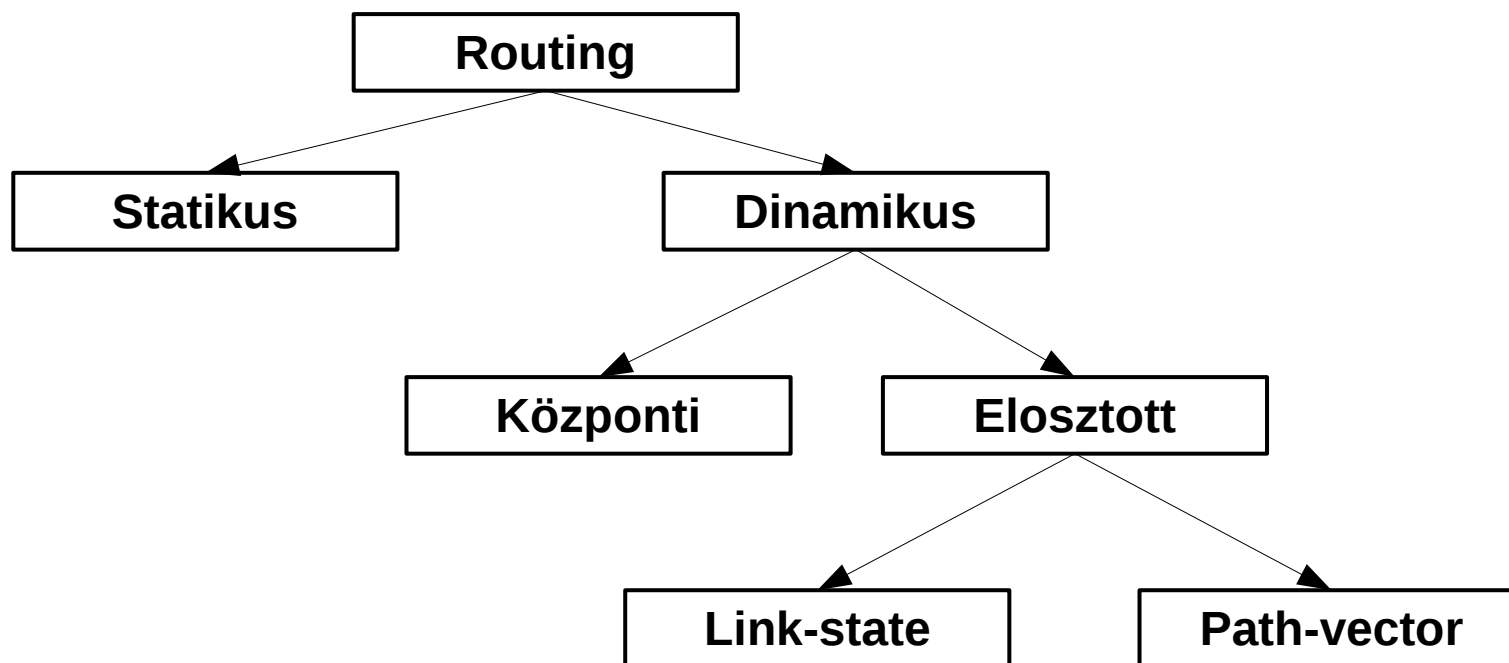 Routing
Statikus
Dinamikus
Központi
Elosztott
Link-state
Path-vector